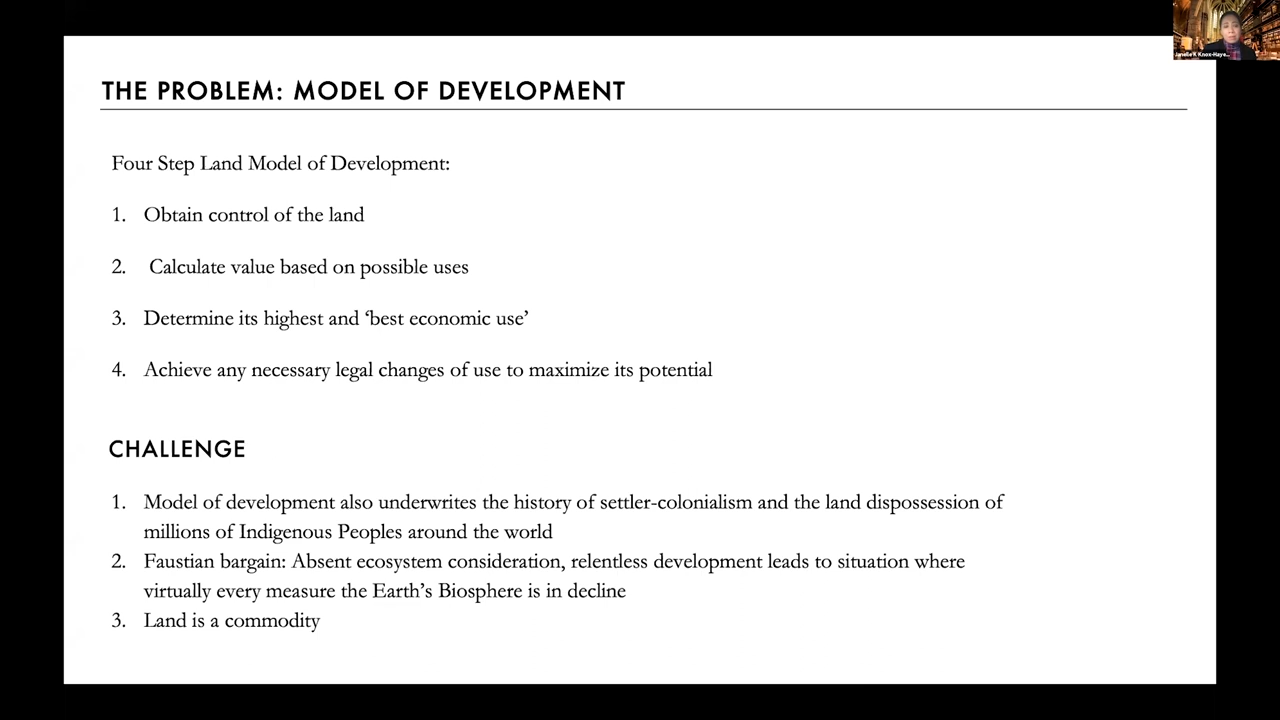 THE PROBLEM: MODEL OF DEVELOPMENT
Four Step Land Model of Development:
1. Obtain control of the land
2. Calculate value based on possible uses
3. Determine its highest and ‘best economic use’
4. Achieve any necessary legal changes of use to maximize its potential
CHALLENGE
1. Model of development also underwrites the history of settler-colonialism and the land dispossession of
millions of Indigenous Peoples around the world
2. Faustian bargain: Absent ecosystem consideration, relentless development leads to situation where
virtually every measure the Earth’s Biosphere is in decline
3. Land is a commodity
Janelle K Knox-Haye...